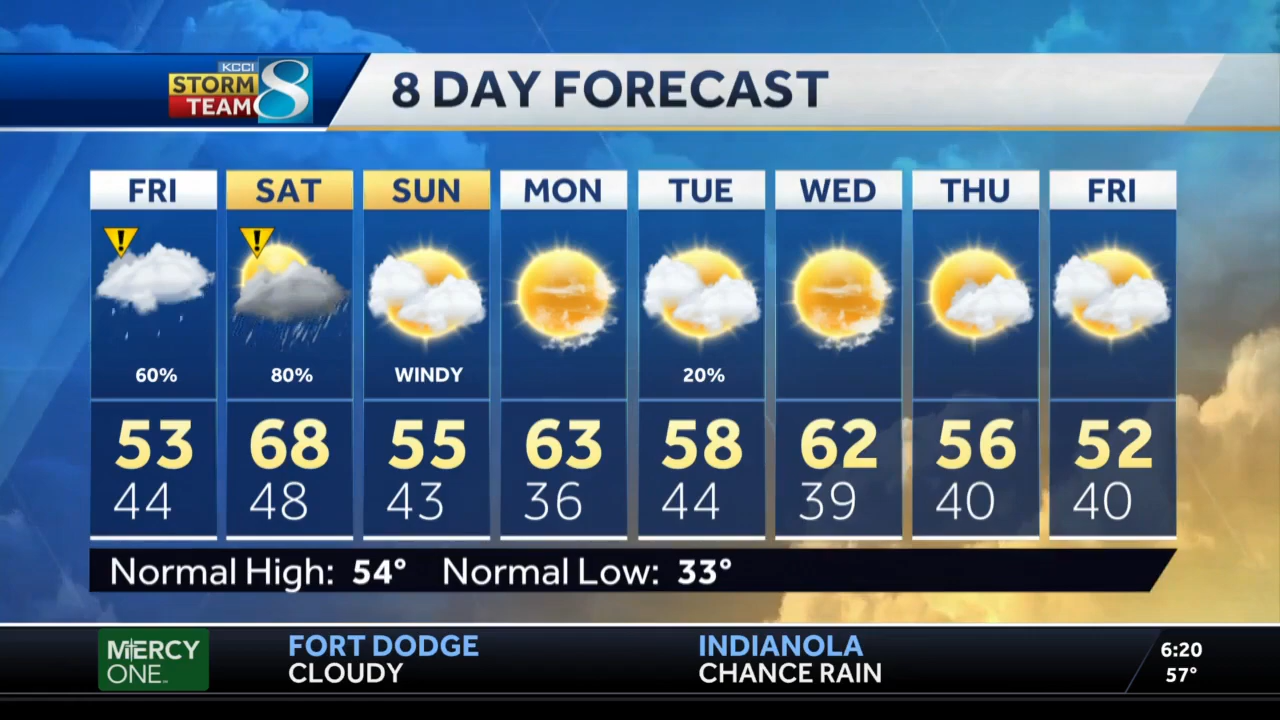 KCCI
STORM
TEAM 8
8 DAY FORECAST
FRI SAT SUN MON TUE WED THU FRI
! !
60% 80% WINDY 20%
53 68 55 63 58 62 56 52
44 48 43 36 44 39 40 40
Normal High: 54° Normal Low: 33°
MERCY
ONE
FORT DODGE
CLOUDY
INDIANOLA
CHANCE RAIN
6:20
57°